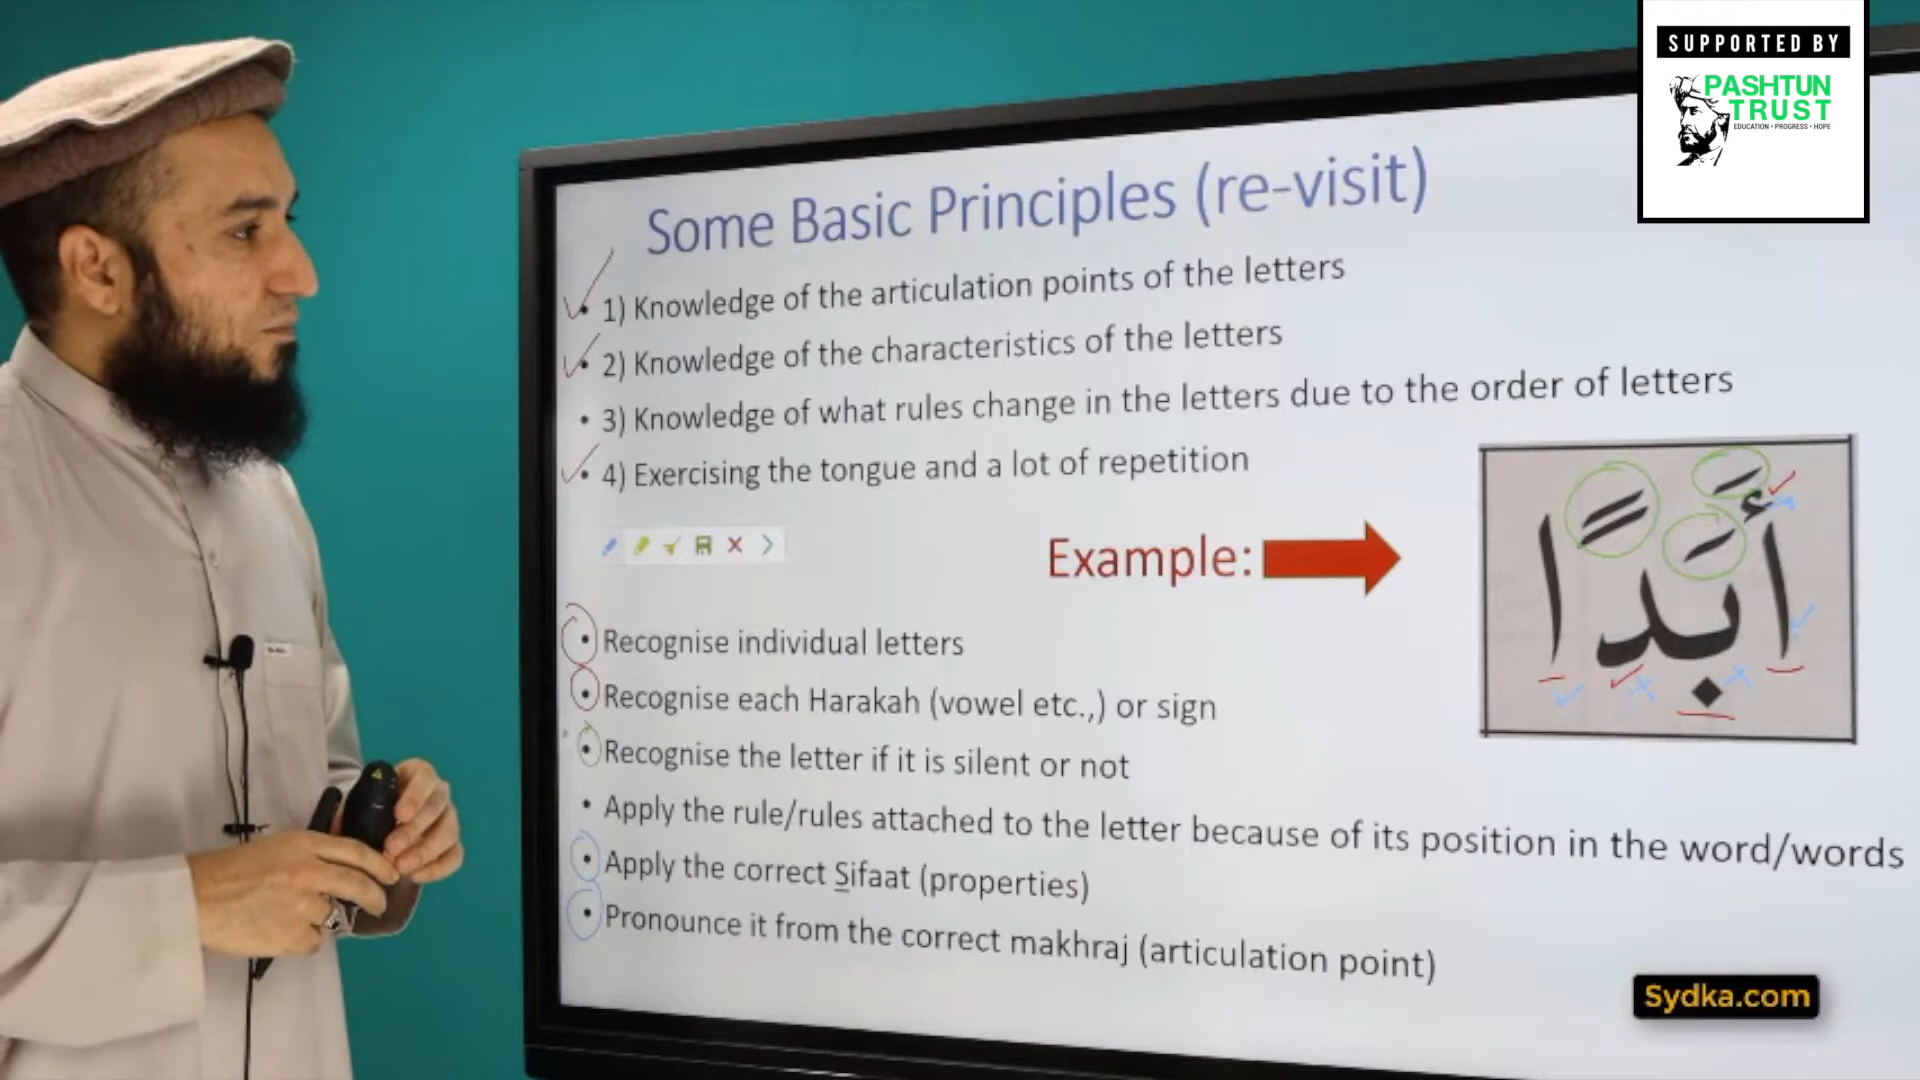 SUPPORTED BY
PASHTUN
TRUST
EDUCATION • PROGRESS • HOPE
Some Basic Principles (re-visit)
• 1) Knowledge of the articulation points of the letters
• 2) Knowledge of the characteristics of the letters
• 3) Knowledge of what rules change in the letters due to the order of letters
• 4) Exercising the tongue and a lot of repetition
Example:
أَبَدًا
• Recognise individual letters
• Recognise each Harakah (vowel etc.,) or sign
• Recognise the letter if it is silent or not
• Apply the rule/rules attached to the letter because of its position in the word/words
• Apply the correct Sifaat (properties)
• Pronounce it from the correct makhraj (articulation point)
Sydka.com